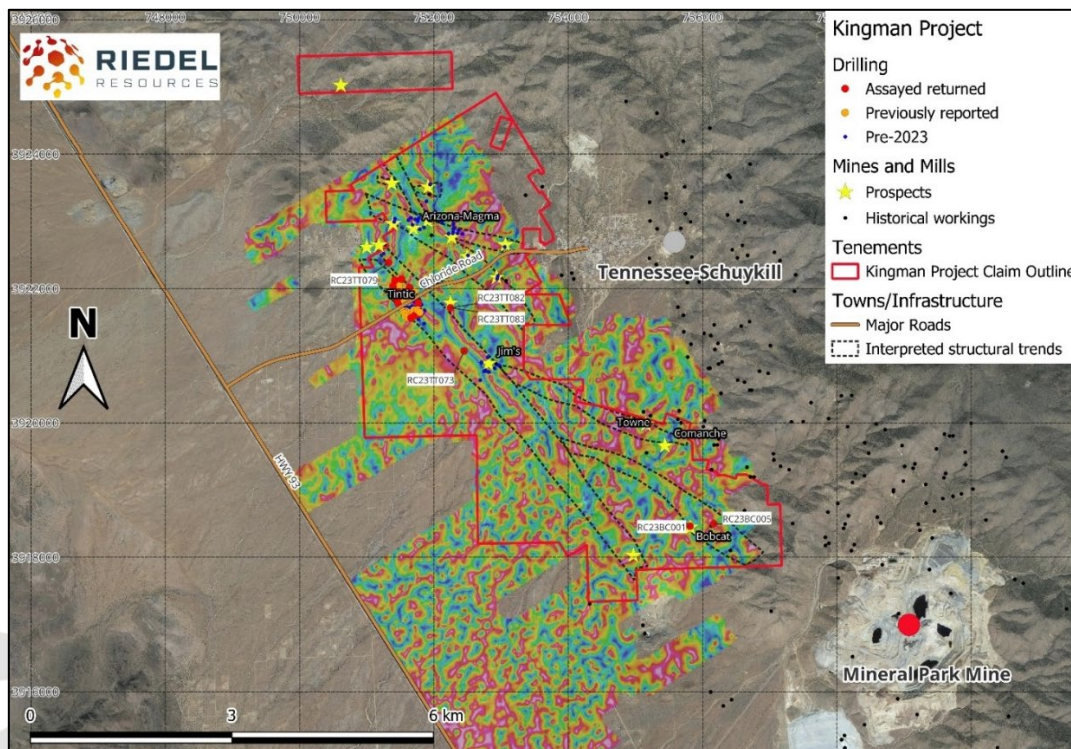 748000
750000
752000
754000
756000
3926000
RIEDEL
RESOURCES
Kingman Project
Drilling
Assayed returned
Previously reported
Pre-2023
Mines and Mills
Prospects
Historical workings
Tenements
Kingman Project Claim Outline
Towns/Infrastructure
Major Roads
Interpreted structural trends
3924000
Arizona-Magma
Chloride Road
Tennessee-Schuykill
RC23TT079
3922000
Tintic
RC23TT082
RC23TT083
N
Jim's
RC23TT073
3920000
Towne
Comanche
HWY 93
RC23BC001
RC23BC005
Bobcat
3918000
Mineral Park Mine
3916000
0
3
6 km